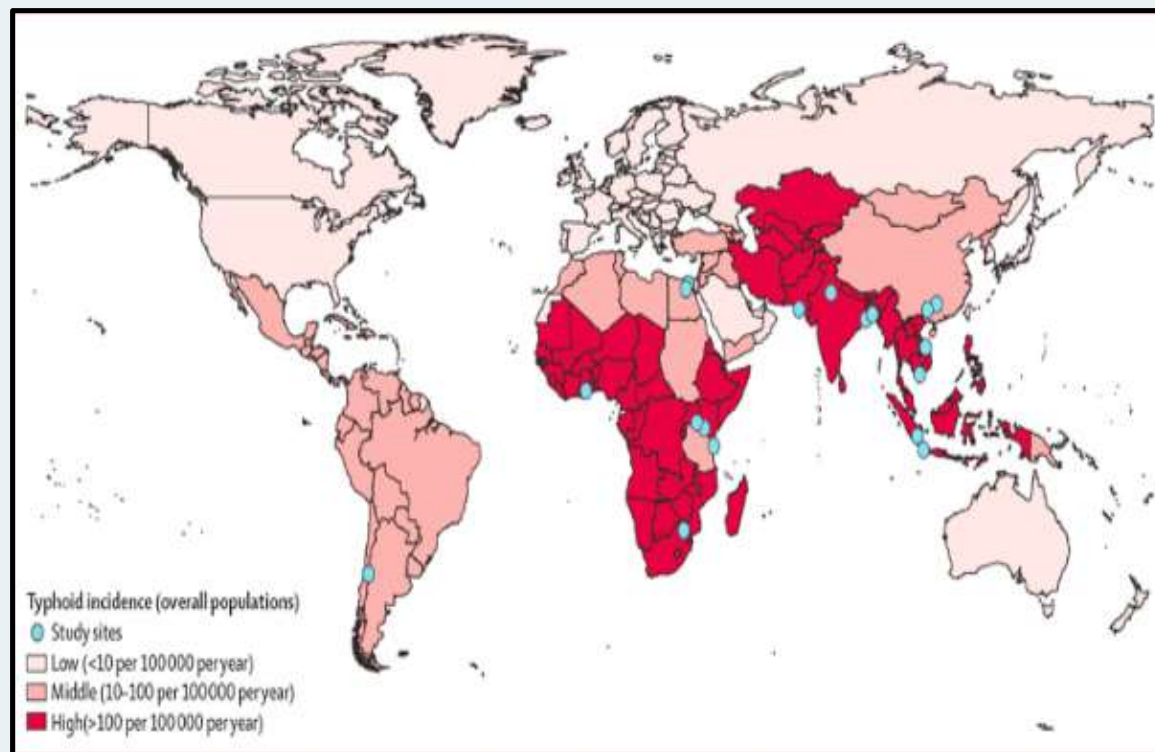 Typhoid incidence (overall populations)
Study sites
Low (<10 per 100 000 per year)
Middle (10–100 per 100 000 per year)
High(>100 per 100 000 per year)